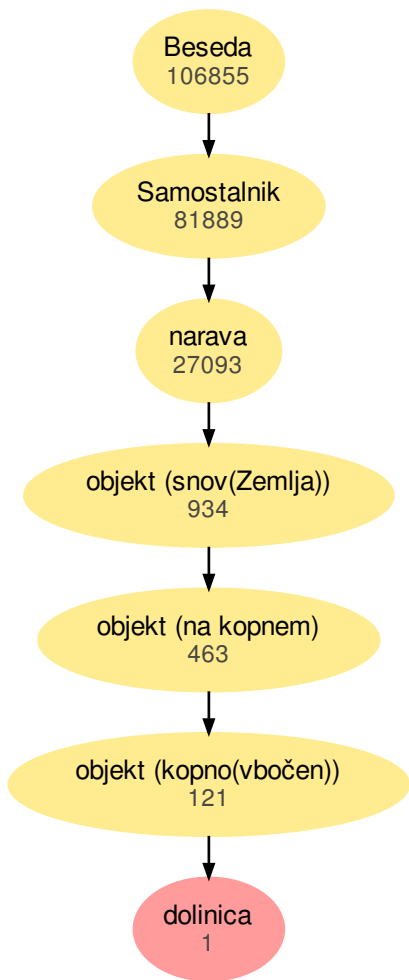 Beseda
106855
Samostalnik
81889
narava
27093
objekt (snov(Zemlja))
934
objekt (na kopnem)
463
objekt (kopno(vbočen))
121
dolinica
1